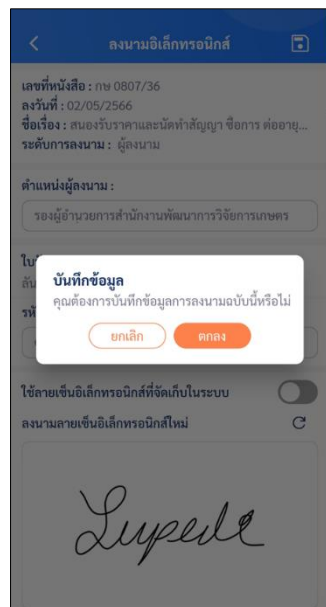 ลงนามอิเล็กทรอนิกส์
เลขที่หนังสือ : กษ 0807/36
ลงวันที่ : 02/05/2566
ชื่อเรื่อง : สนองรับราคาและนัดทำสัญญา ซื้อการ ต่ออายุ...
ระดับการลงนาม : ผู้ลงนาม
ตำแหน่งผู้ลงนาม :
รองผู้อำนวยการสำนักงานพัฒนาการวิจัยการเกษตร
บันทึกข้อมูล
คุณต้องการบันทึกข้อมูลการลงนามฉบับนี้หรือไม่
ยกเลิก ตกลง
ใช้ลายเซ็นอิเล็กทรอนิกส์ที่จัดเก็บในระบบ
ลงนามลายเซ็นอิเล็กทรอนิกส์ใหม่